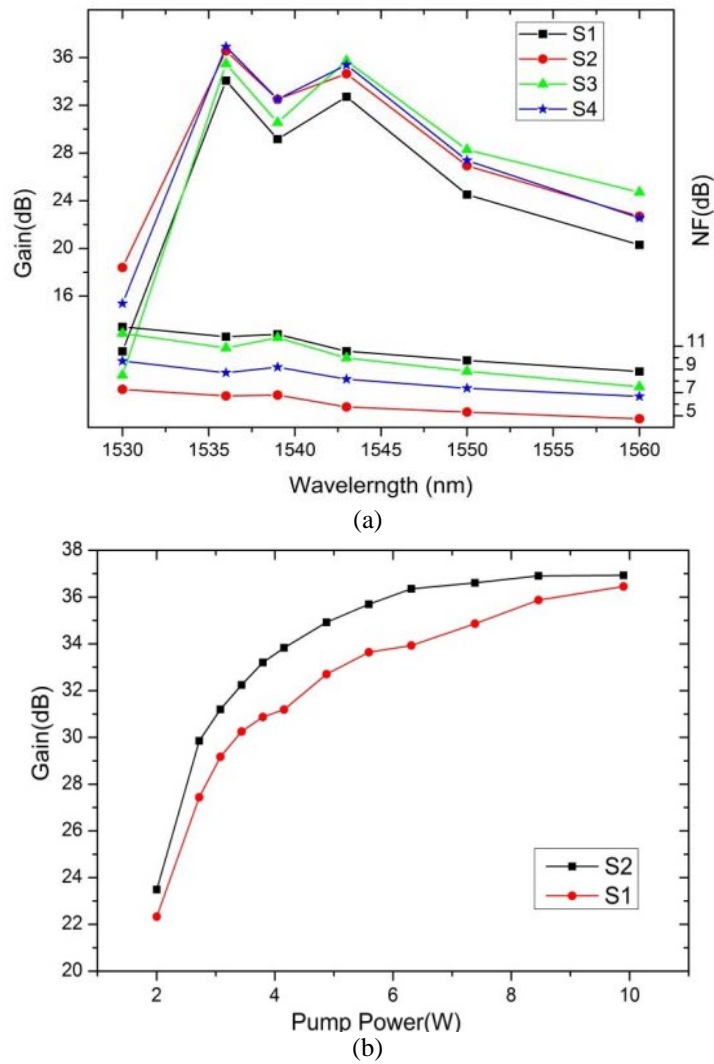 36
32
28
24
20
16
Gain(dB)
S1
S2
S3
S4
NF(dB)
11
9
7
5
1530 1535 1540 1545 1550 1555 1560
Wavelerngth (nm)
(a)
38
36
34
32
30
28
26
24
22
20
Gain(dB)
S2
S1
2 4 6 8 10
Pump Power(W)
(b)